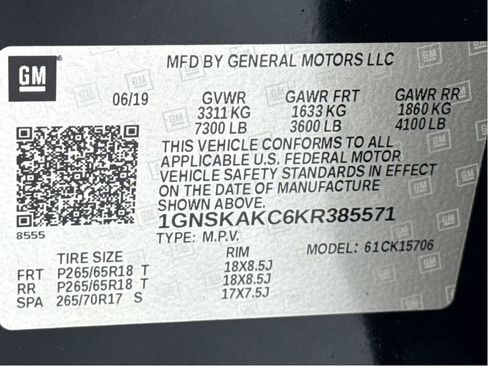 GM
MFD BY GENERAL MOTORS LLC
06/19 GVWR GAWR FRT GAWR RR
3311 KG 1633 KG 1860 KG
7300 LB 3600 LB 4100 LB
THIS VEHICLE CONFORMS TO ALL
APPLICABLE U.S. FEDERAL MOTOR
VEHICLE SAFETY STANDARDS IN EFFECT
ON THE DATE OF MANUFACTURE
SHOWN ABOVE.
1GNSKAKC6KR385571
8555
TYPE: M.P.V. MODEL: 61CK15706
TIRE SIZE RIM
FRT P265/65R18 T 18X8.5J
RR P265/65R18 T 18X8.5J
SPA 265/70R17 S 17X7.5J